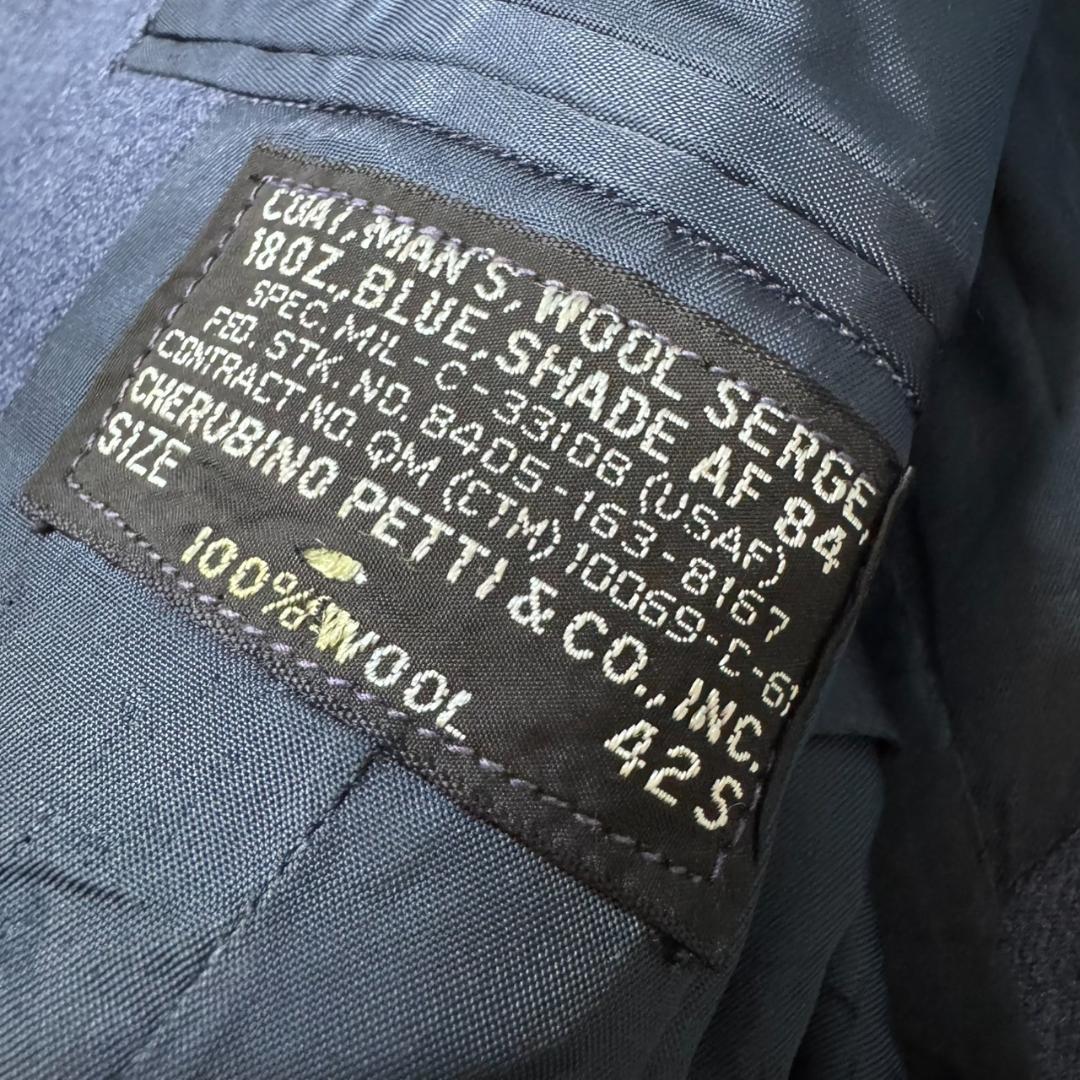 COAT, MAN'S, WOOL SERGE,
18OZ., BLUE, SHADE AF 84
SPEC. MIL-C-3310B (USAF)
FED. STK. NO. 8405-163-8167
CONTRACT NO. QM (CTM) 10069-C-61
CHERUBINO PETTI & CO., INC.
SIZE 42S
100% WOOL